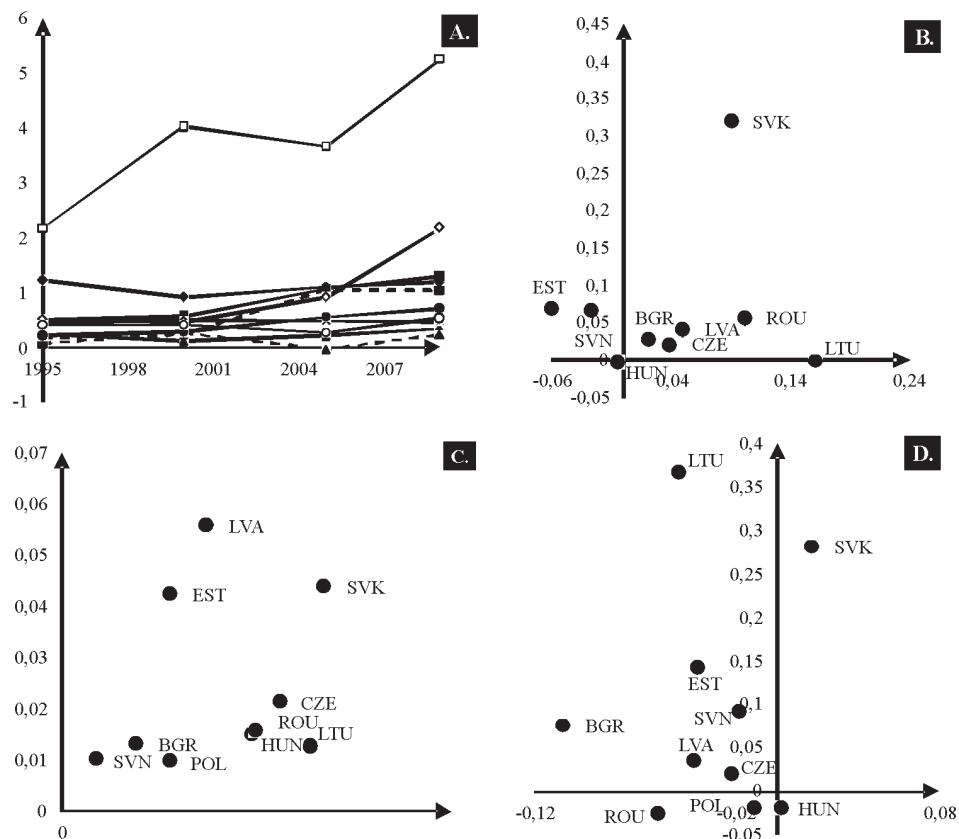 A.
6
5
4
3
2
1
0
-1
1995 1998 2001 2004 2007
B.
0,45
0,4
0,35
0,3
0,25
0,2
0,15
0,1
0,05
0
-0,05
-0,06 0,04 0,14 0,24
SVK
EST
SVN
BGR
LVA
ROU
CZE
LTU
HUN
C.
0,07
0,06
0,05
0,04
0,03
0,02
0,01
0
0
LVA
EST
SVK
CZE
ROU
HUN
LTU
BGR
SVN
POL
D.
0,4
0,35
0,3
0,25
0,2
0,15
0,1
0,05
0
-0,05
-0,12 -0,02 0,08
LTU
SVK
EST
SVN
BGR
LVA
CZE
POL
HUN
ROU